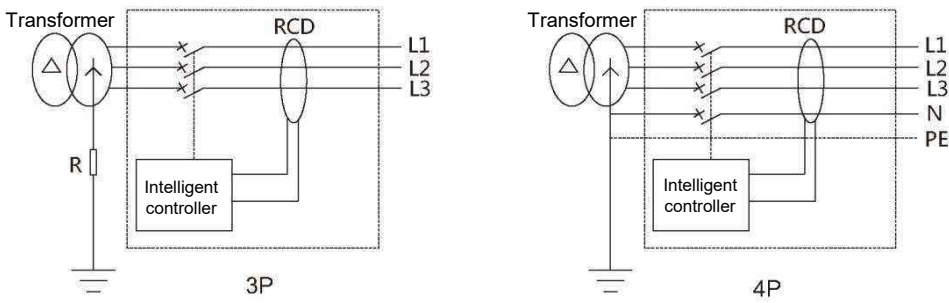 Transformer
RCD
L1
L2
L3
R
Intelligent
controller
3P
Transformer
RCD
L1
L2
L3
N
PE
Intelligent
controller
4P